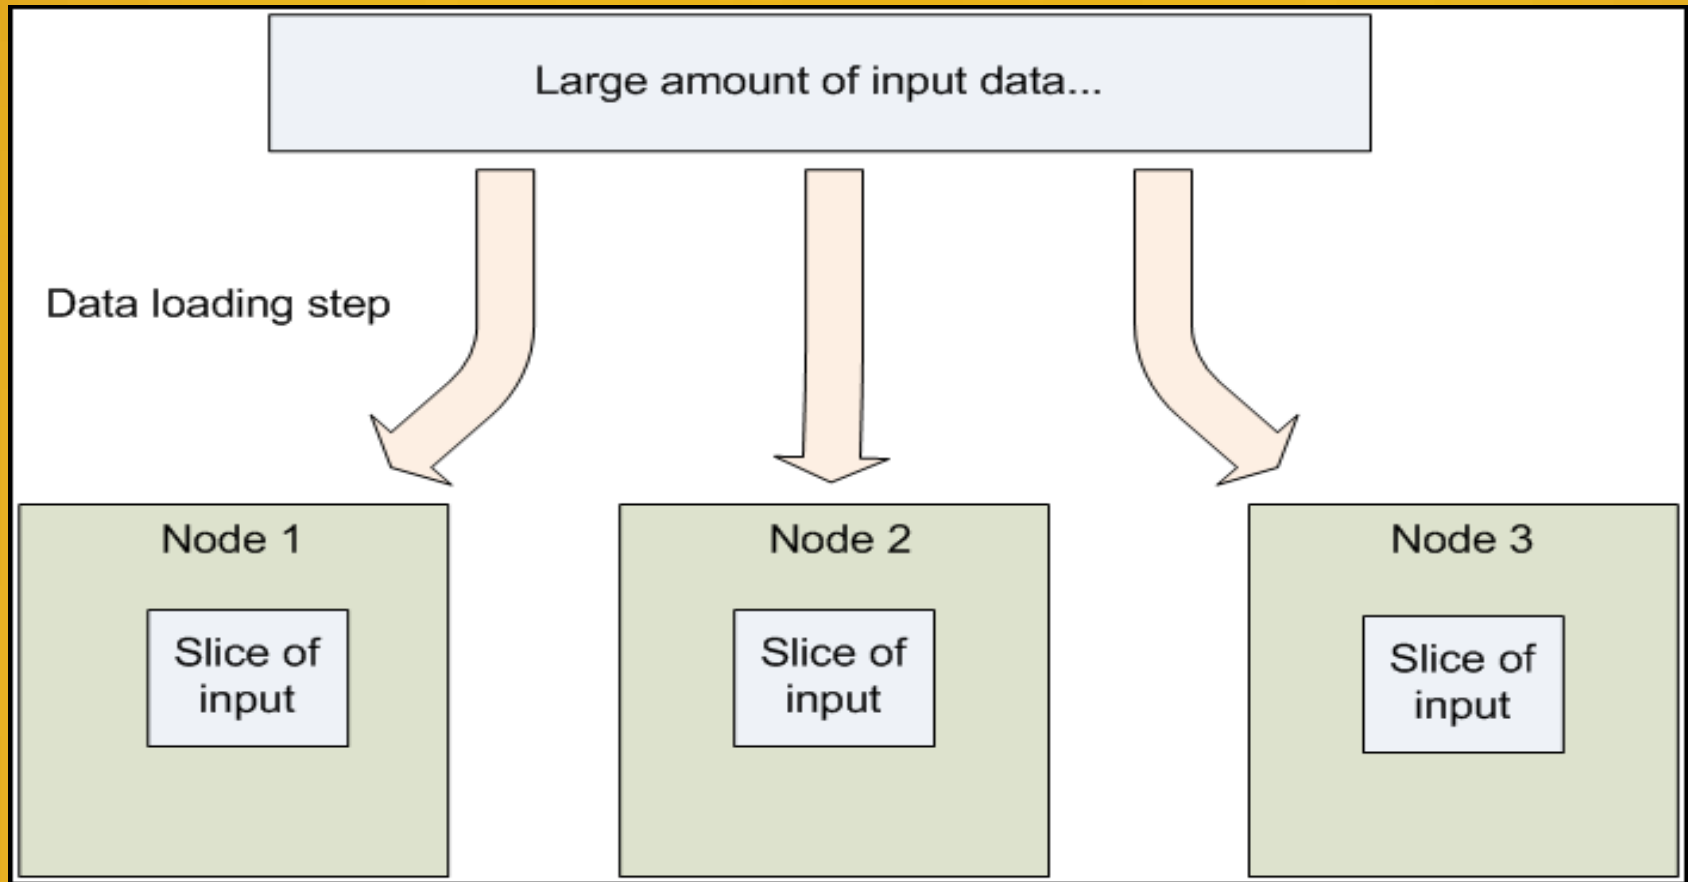 Large amount of input data...
Data loading step
Node 1
Slice of
input
Node 2
Slice of
input
Node 3
Slice of
input